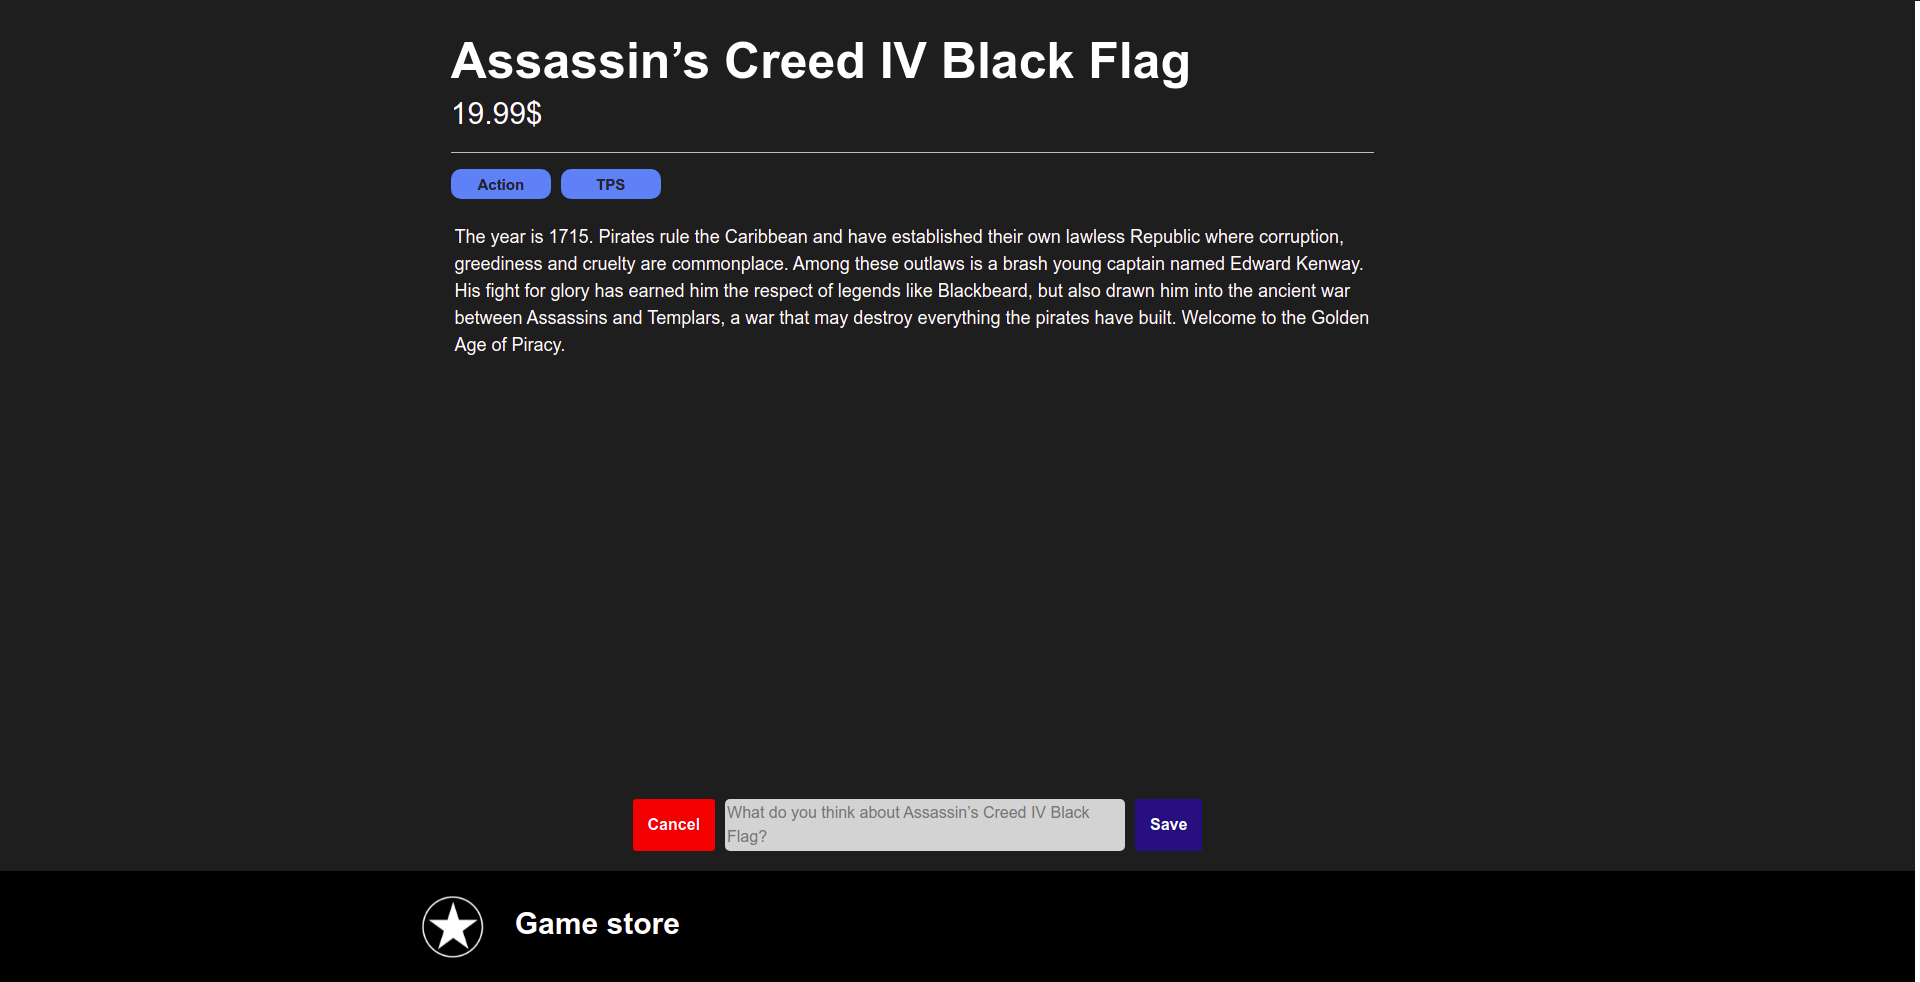 Assassin’s Creed IV Black Flag
19.99$
Action TPS
The year is 1715. Pirates rule the Caribbean and have established their own lawless Republic where corruption,
greediness and cruelty are commonplace. Among these outlaws is a brash young captain named Edward Kenway.
His fight for glory has earned him the respect of legends like Blackbeard, but also drawn him into the ancient war
between Assassins and Templars, a war that may destroy everything the pirates have built. Welcome to the Golden
Age of Piracy.
Cancel
What do you think about Assassin’s Creed IV Black
Flag?
Save
Game store